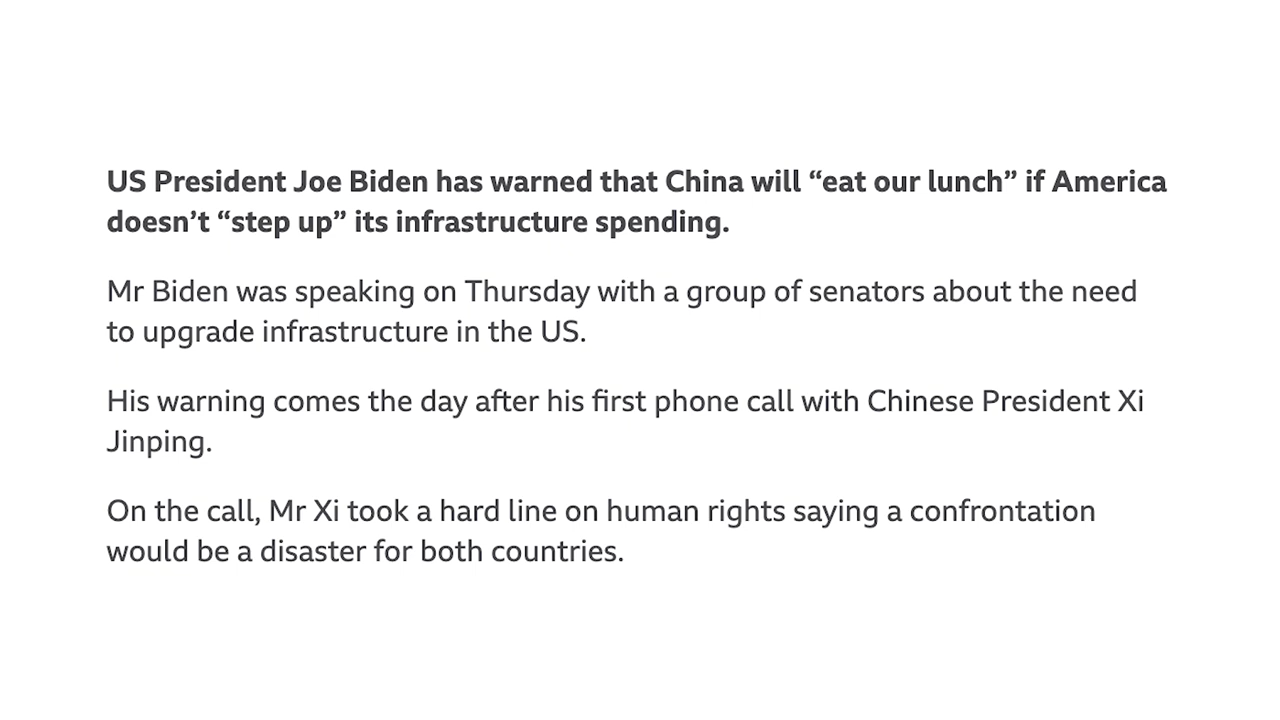 US President Joe Biden has warned that China will “eat our lunch” if America
doesn’t “step up” its infrastructure spending.
Mr Biden was speaking on Thursday with a group of senators about the need
to upgrade infrastructure in the US.
His warning comes the day after his first phone call with Chinese President Xi
Jinping.
On the call, Mr Xi took a hard line on human rights saying a confrontation
would be a disaster for both countries.